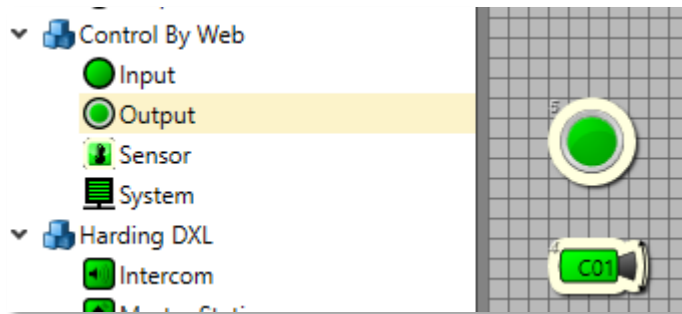 Control By Web
Input
Output
Sensor
System
Harding DXL
Intercom
5
4
C01